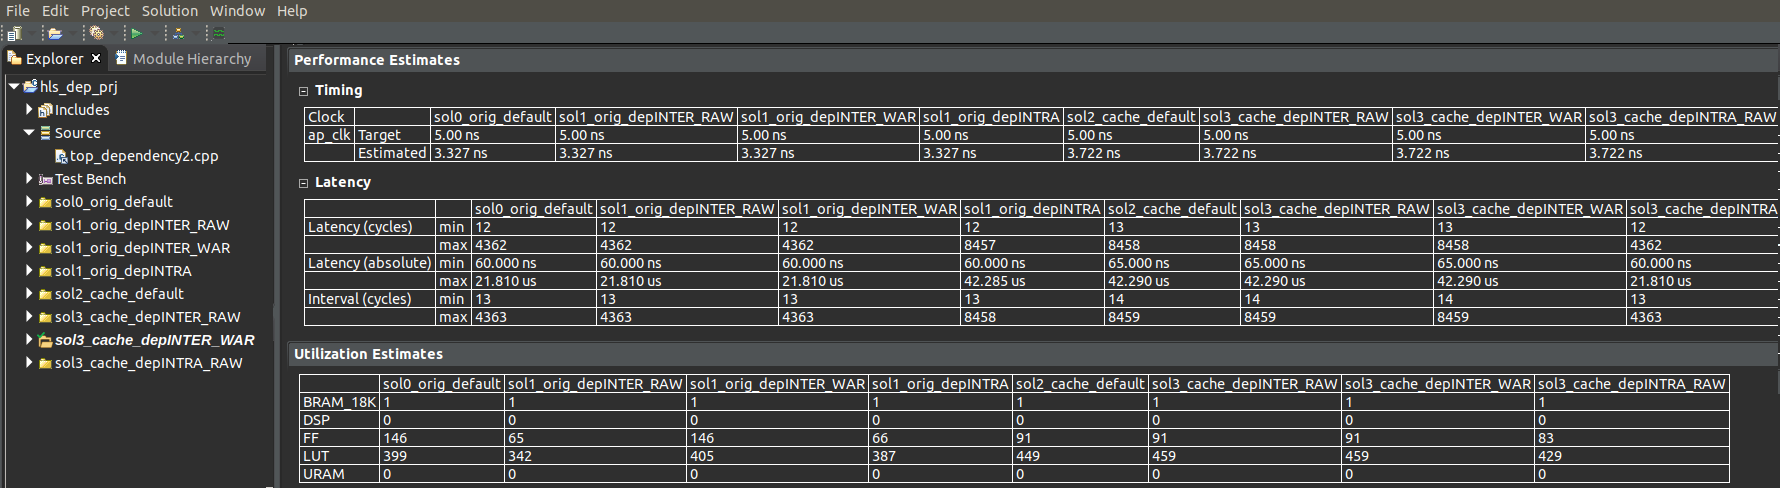 File Edit Project Solution Window Help
Explorer Module Hierarchy
hls_dep_prj
Includes
Source
top_dependency2.cpp
Test Bench
sol0_orig_default
sol1_orig_depINTER_RAW
sol1_orig_depINTER_WAR
sol1_orig_depINTRA
sol2_cache_default
sol3_cache_depINTER_RAW
sol3_cache_depINTER_WAR
sol3_cache_depINTRA_RAW
Performance Estimates
Timing
Clock sol0_orig_default sol1_orig_depINTER_RAW sol1_orig_depINTER_WAR sol1_orig_depINTRA sol2_cache_default sol3_cache_depINTER_RAW sol3_cache_depINTER_WAR sol3_cache_depINTRA_RAW
ap_clk Target 5.00 ns 5.00 ns 5.00 ns 5.00 ns 5.00 ns 5.00 ns 5.00 ns 5.00 ns
Estimated 3.327 ns 3.327 ns 3.327 ns 3.327 ns 3.722 ns 3.722 ns 3.722 ns 3.722 ns
Latency
sol0_orig_default sol1_orig_depINTER_RAW sol1_orig_depINTER_WAR sol1_orig_depINTRA sol2_cache_default sol3_cache_depINTER_RAW sol3_cache_depINTER_WAR sol3_cache_depINTRA
Latency (cycles) min 12 12 12 12 13 13 13 12
max 4362 4362 4362 8457 8458 8458 8458 4362
Latency (absolute) min 60.000 ns 60.000 ns 60.000 ns 60.000 ns 65.000 ns 65.000 ns 65.000 ns 60.000 ns
max 21.810 us 21.810 us 21.810 us 42.285 us 42.290 us 42.290 us 42.290 us 21.810 us
Interval (cycles) min 13 13 13 13 14 14 14 13
max 4363 4363 4363 8458 8459 8459 8459 4363
Utilization Estimates
sol0_orig_default sol1_orig_depINTER_RAW sol1_orig_depINTER_WAR sol1_orig_depINTRA sol2_cache_default sol3_cache_depINTER_RAW sol3_cache_depINTER_WAR sol3_cache_depINTRA_RAW
BRAM_18K 1 1 1 1 1 1 1 1
DSP 0 0 0 0 0 0 0 0
FF 146 65 146 66 91 91 91 83
LUT 399 342 405 387 449 459 459 429
URAM 0 0 0 0 0 0 0 0